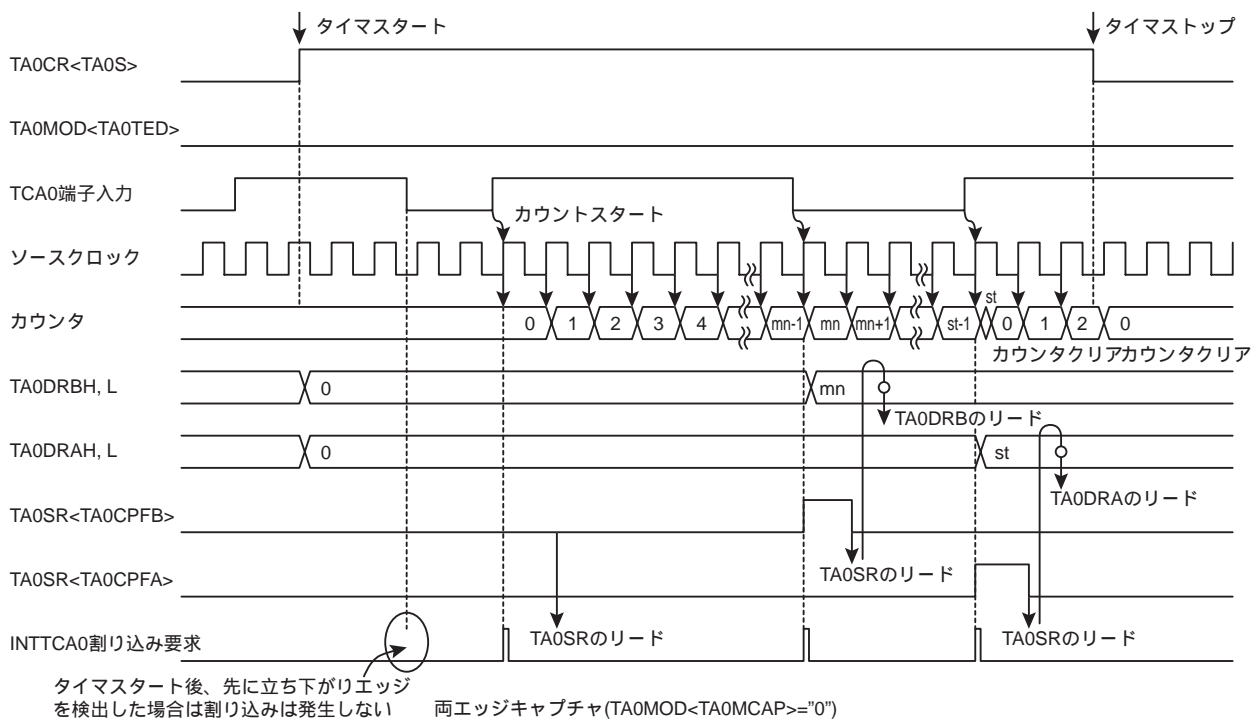 タイマスタート
タイマストップ
TA0CR<TA0S>
TA0MOD<TA0TED>
TCA0端子入力
カウントスタート
ソースクロック
カウンタ
0 1 2 3 4 mn-1 mn mn+1 st-1 st 0 1 2 0
カウンタクリア カウンタクリア
TA0DRBH, L
0
mn
TA0DRBのリード
TA0DRAH, L
0
st
TA0DRAのリード
TA0SR<TA0CPFB>
TA0SRのリード
TA0SR<TA0CPFA>
INTTCA0割り込み要求
TA0SRのリード
TA0SRのリード
タイマスタート後、先に立ち下がりエッジ
を検出した場合は割り込みは発生しない
両エッジキャプチャ(TA0MOD<TA0MCAP>="0")